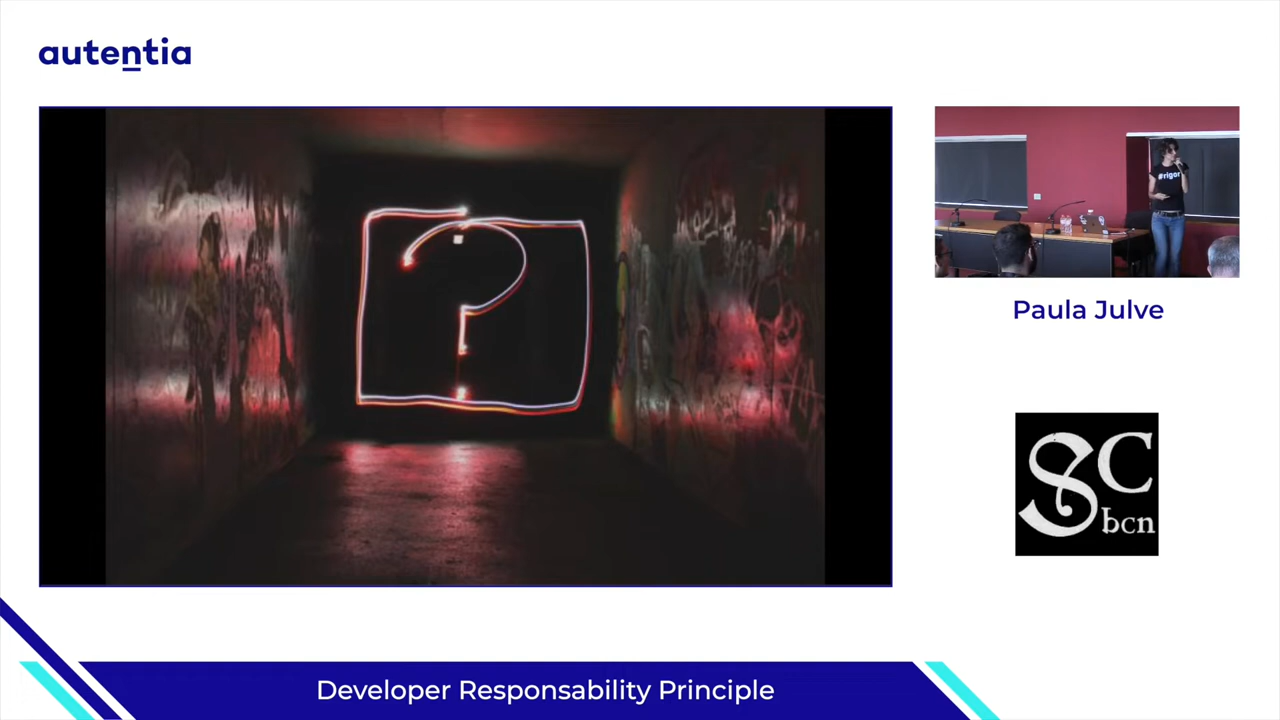 autentia
#rigor
Paula Julve
SC
bcn
Developer Responsability Principle